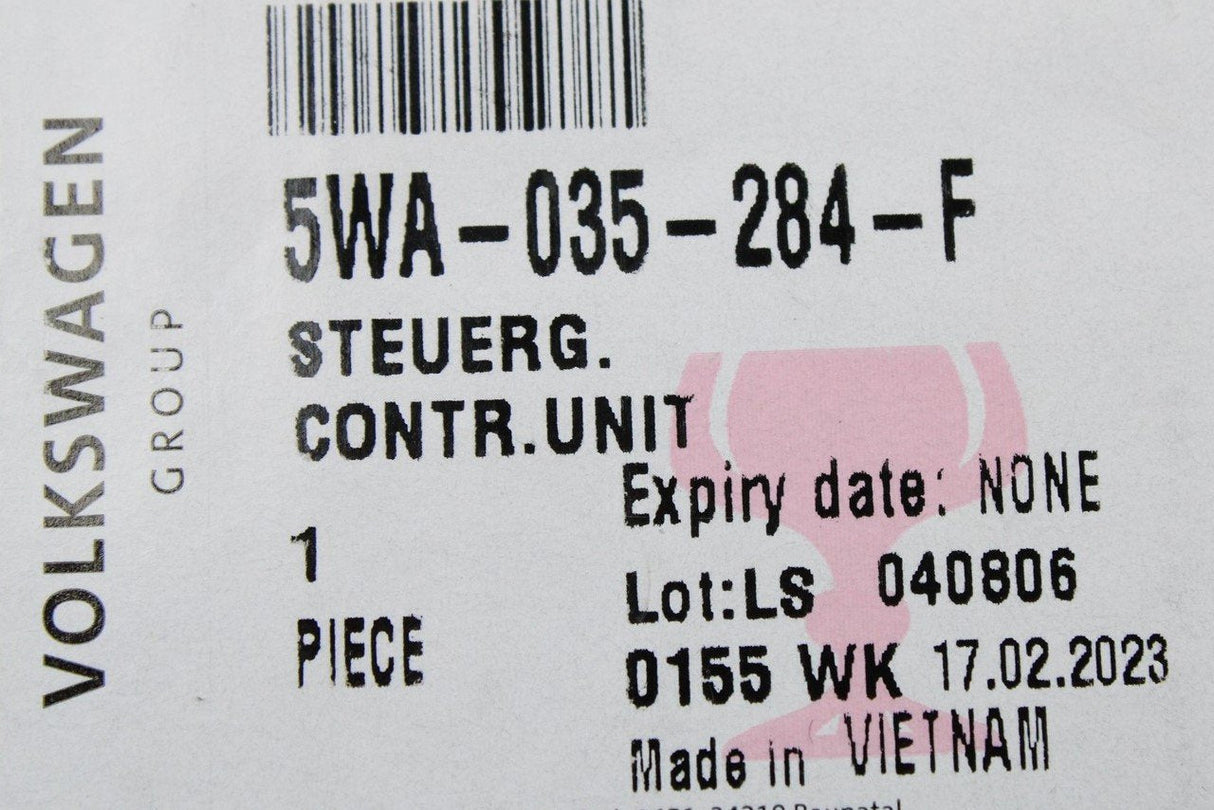 VOLKSWAGEN
GROUP
5WA-035-284-F
STEUERG.
CONTR.UNIT
Expiry date: NONE
1
Lot:LS 040806
PIECE
0155 WK 17.02.2023
Made in VIETNAM